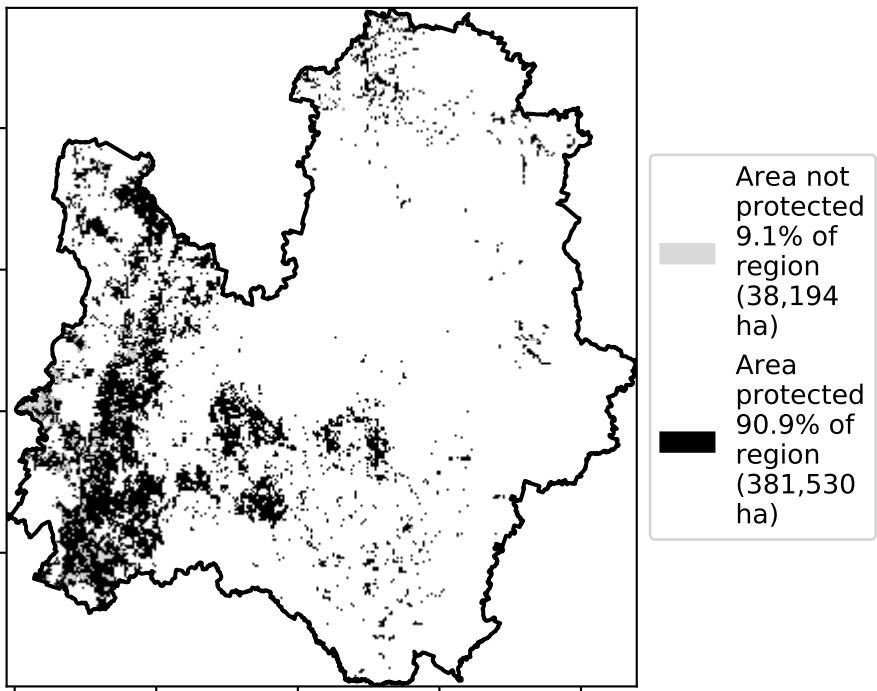 Area not
protected
9.1% of
region
(38,194
ha)
Area
protected
90.9% of
region
(381,530
ha)